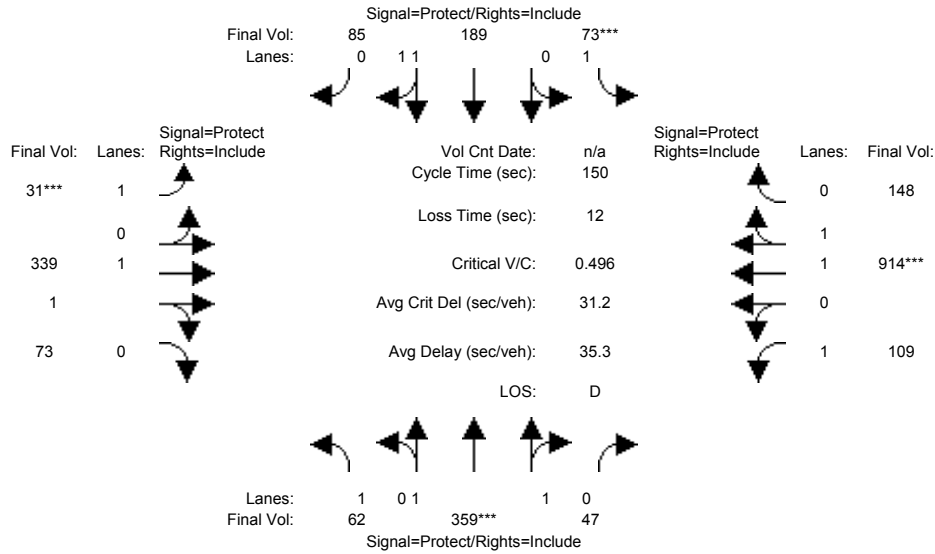 Signal=Protect/Rights=Include
Final Vol: 85 189 73***
Lanes: 0 1 1 0 1
Signal=Protect
Final Vol: Lanes: Rights=Include
Vol Cnt Date: n/a
Signal=Protect
Rights=Include Lanes: Final Vol:
Cycle Time (sec): 150
31*** 1
0 148
Loss Time (sec): 12
0
1
339 1
Critical V/C: 0.496
1 914***
1
Avg Crit Del (sec/veh): 31.2
0
73 0
Avg Delay (sec/veh): 35.3
1 109
LOS: D
Lanes: 1 0 1 1 0
Final Vol: 62 359*** 47
Signal=Protect/Rights=Include